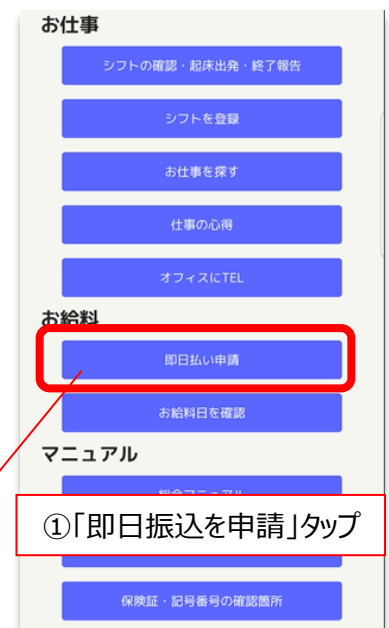 お仕事
シフトの確認・起床出発・終了報告
シフトを登録
お仕事を探す
仕事の心得
オフィスにTEL
お給料
即日払い申請
お給料日を確認
マニュアル
①「即日振込を申請」タップ
保険証・記号番号の確認箇所